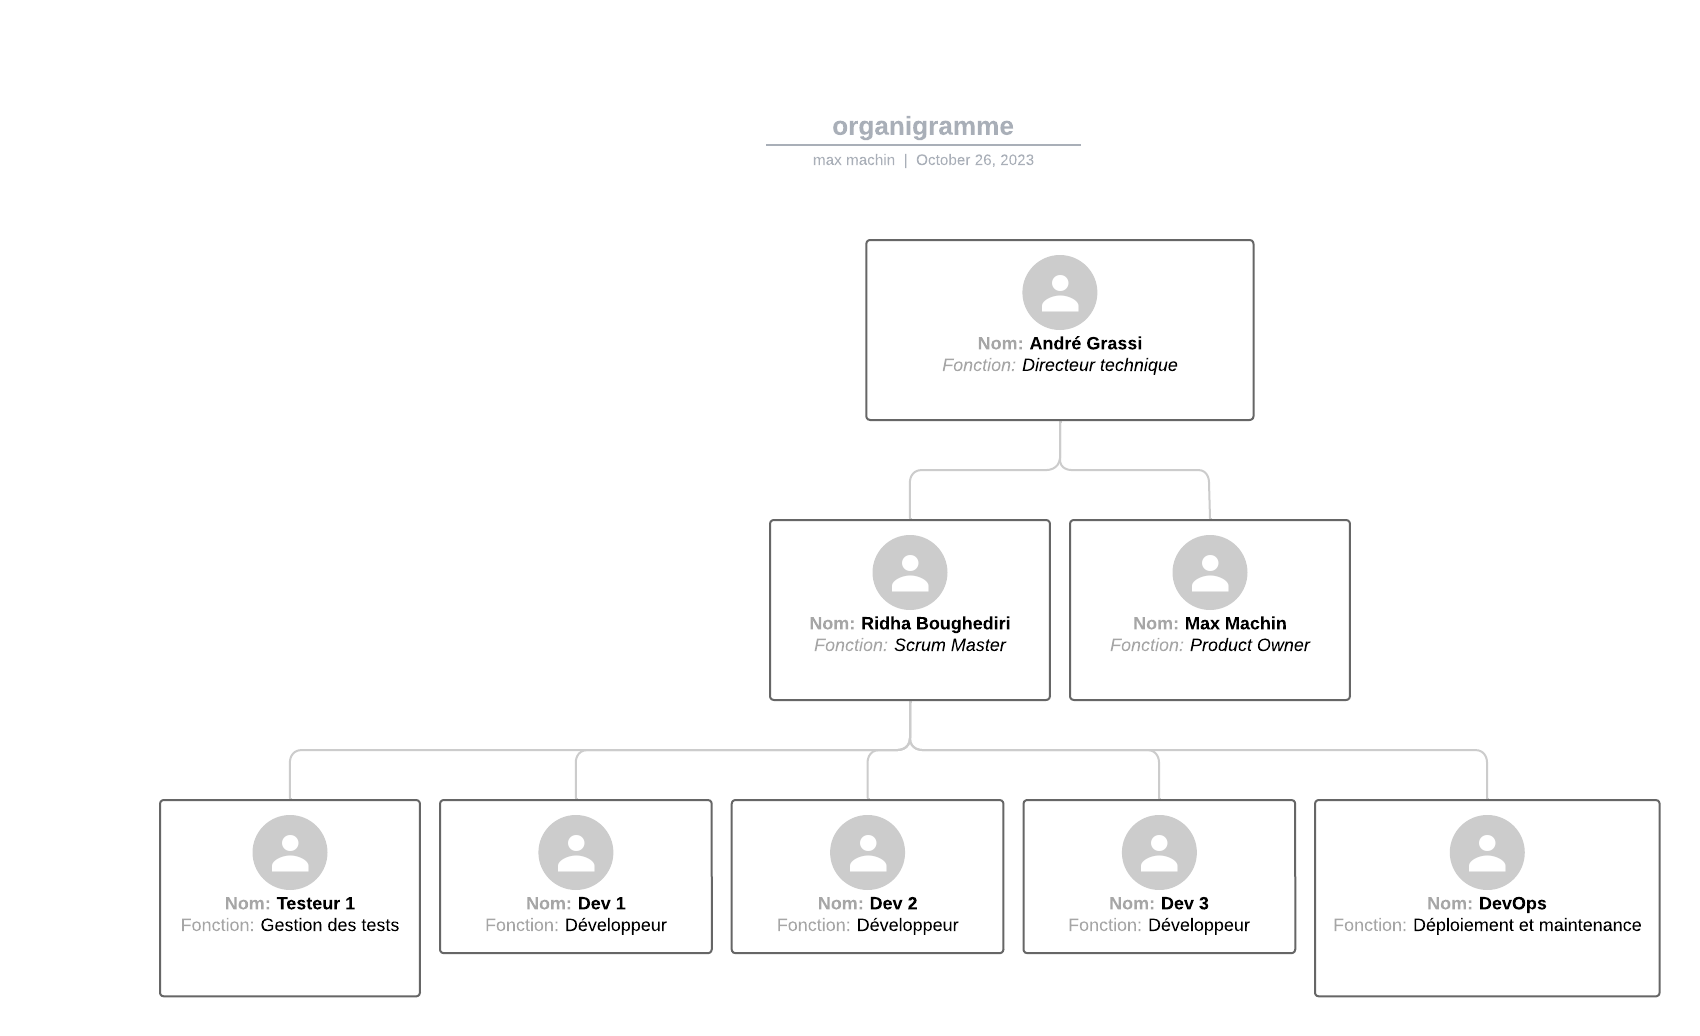 organigramme
max machin | October 26, 2023
Nom: André Grassi
Fonction: Directeur technique
Nom: Ridha Boughediri
Fonction: Scrum Master
Nom: Max Machin
Fonction: Product Owner
Nom: Testeur 1
Fonction: Gestion des tests
Nom: Dev 1
Fonction: Développeur
Nom: Dev 2
Fonction: Développeur
Nom: Dev 3
Fonction: Développeur
Nom: DevOps
Fonction: Déploiement et maintenance